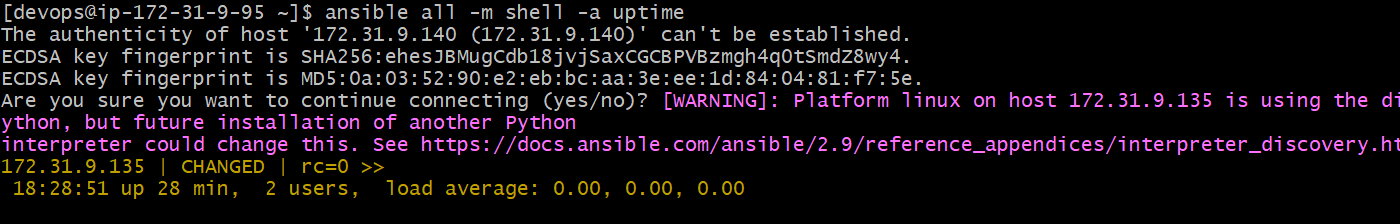 [devops@ip-172-31-9-95 ~]$ ansible all -m shell -a uptime
The authenticity of host '172.31.9.140 (172.31.9.140)' can't be established.
ECDSA key fingerprint is SHA256:ehesJBMugCdb18jvjSaxCGCBPVBzmgh4qOtSmdZ8wy4.
ECDSA key fingerprint is MD5:0a:03:52:90:e2:eb:bc:aa:3e:ee:1d:84:04:81:f7:5e.
Are you sure you want to continue connecting (yes/no)? [WARNING]: Platform linux on host 172.31.9.135 is using the di
ython, but future installation of another Python
interpreter could change this. See https://docs.ansible.com/ansible/2.9/reference_appendices/interpreter_discovery.ht
172.31.9.135 | CHANGED | rc=0 >>
 18:28:51 up 28 min,  2 users,  load average: 0.00, 0.00, 0.00